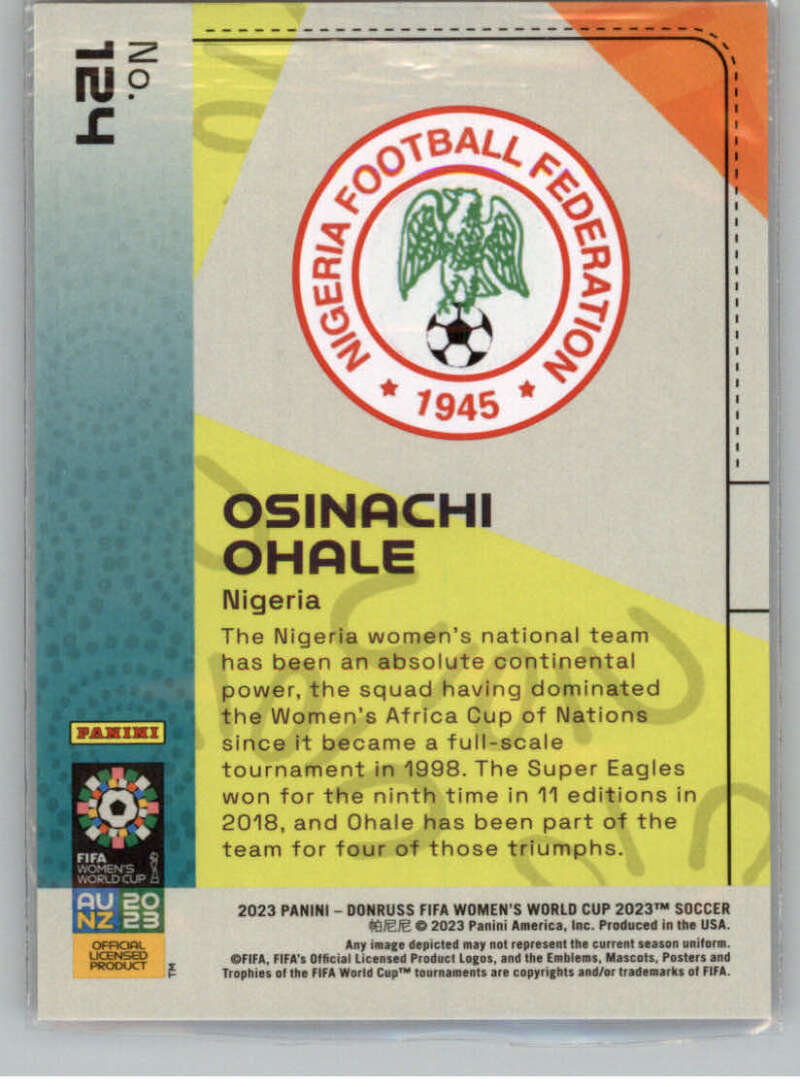 No.
124
NIGERIA FOOTBALL FEDERATION
1945
OSINACHI
OHALE
Nigeria
The Nigeria women's national team
has been an absolute continental
power, the squad having dominated
the Women's Africa Cup of Nations
since it became a full-scale
tournament in 1998. The Super Eagles
won for the ninth time in 11 editions in
2018, and Ohale has been part of the
team for four of those triumphs.
PANINI
FIFA
WOMEN'S
WORLD CUP
AU 20
NZ 23
OFFICIAL
LICENSED
PRODUCT
TM
2023 PANINI – DONRUSS FIFA WOMEN'S WORLD CUP 2023™ SOCCER
帕尼尼 © 2023 Panini America, Inc. Produced in the USA.
Any image depicted may not represent the current season uniform.
©FIFA, FIFA's Official Licensed Product Logos, and the Emblems, Mascots, Posters and
Trophies of the FIFA World Cup™ tournaments are copyrights and/or trademarks of FIFA.